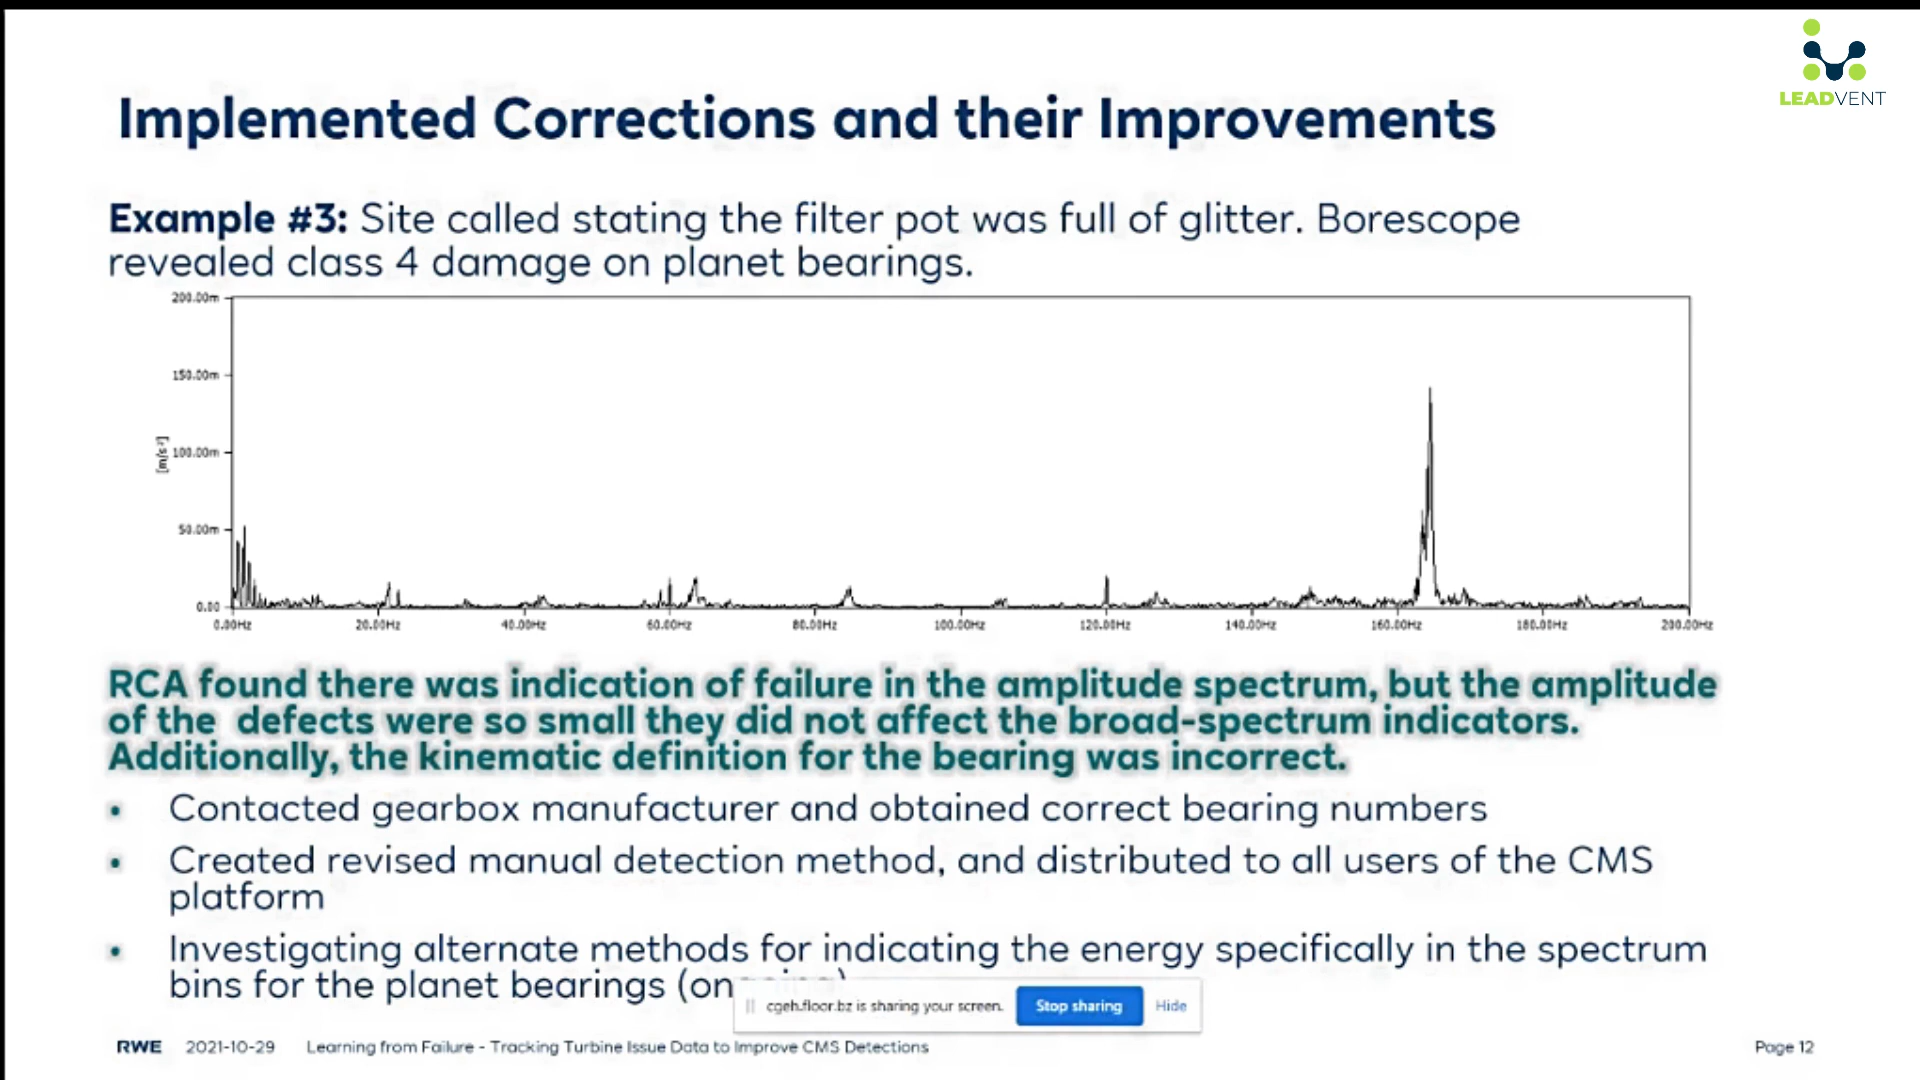 LEADVENT
Implemented Corrections and their Improvements
Example #3: Site called stating the filter pot was full of glitter. Borescope
revealed class 4 damage on planet bearings.
200.00m
150.00m
100.00m
50.00m
0.00
[m/s²]
0.00Hz 20.00Hz 40.00Hz 60.00Hz 80.00Hz 100.00Hz 120.00Hz 140.00Hz 160.00Hz 180.00Hz 200.00Hz
RCA found there was indication of failure in the amplitude spectrum, but the amplitude
of the defects were so small they did not affect the broad-spectrum indicators.
Additionally, the kinematic definition for the bearing was incorrect.
• Contacted gearbox manufacturer and obtained correct bearing numbers
• Created revised manual detection method, and distributed to all users of the CMS
platform
• Investigating alternate methods for indicating the energy specifically in the spectrum
bins for the planet bearings
cgeh.floor.bz is sharing your screen. Stop sharing Hide
RWE 2021-10-29 Learning from Failure - Tracking Turbine Issue Data to Improve CMS Detections Page 12